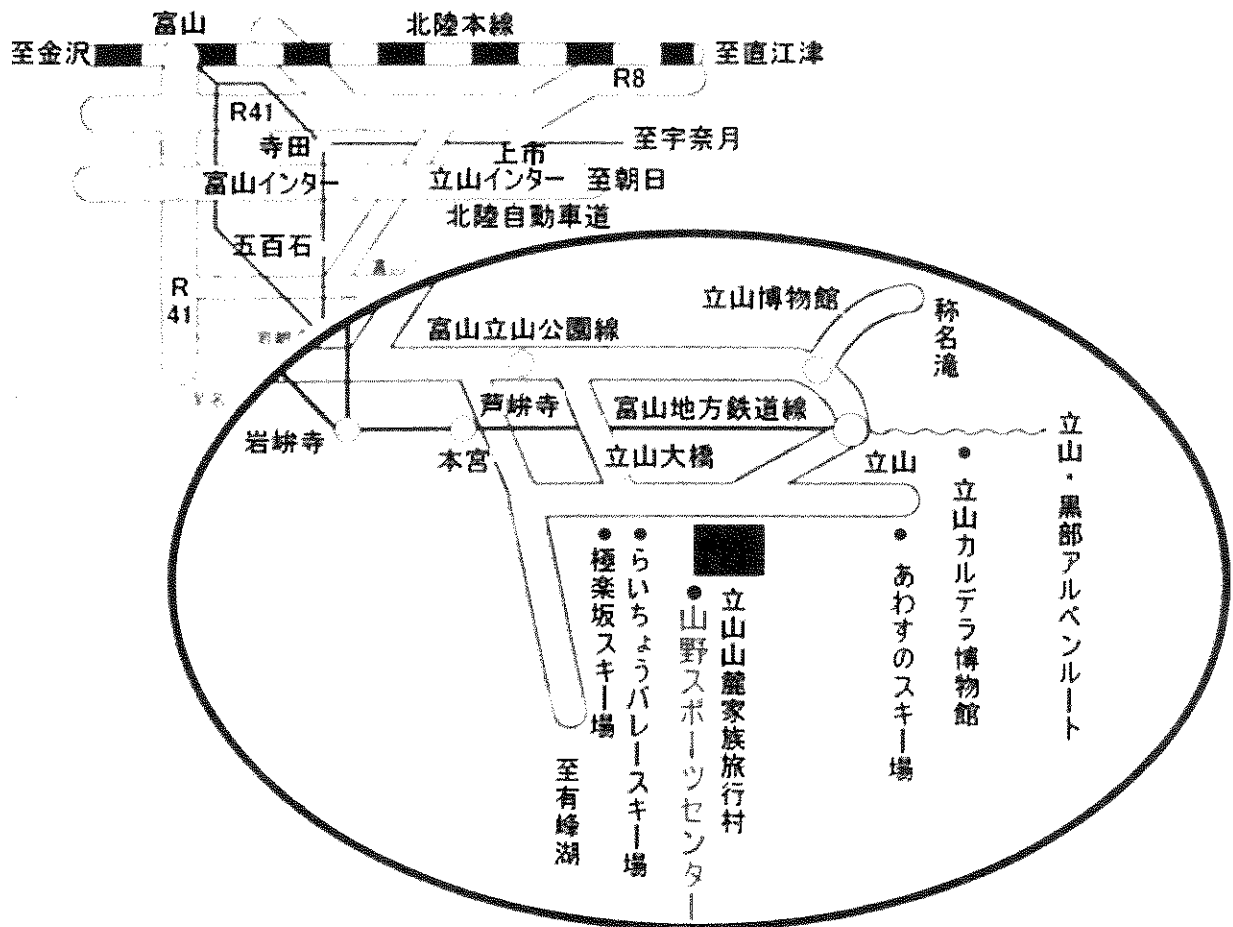 富山
北陸本線
至金沢
至直江津
R8
R41
寺田
至宇奈月
上市
富山インター
立山インター
至朝日
北陸自動車道
五百石
R
41
立山博物館
称名滝
富山立山公園線
芦峅寺
富山地方鉄道線
岩峅寺
本宮
立山大橋
立山
立山・黒部アルペンルート
立山カルデラ博物館
あわすのスキー場
立山山麓家族旅行村
山野スポーツセンター
らいちょうバレースキー場
極楽坂スキー場
至有峰湖